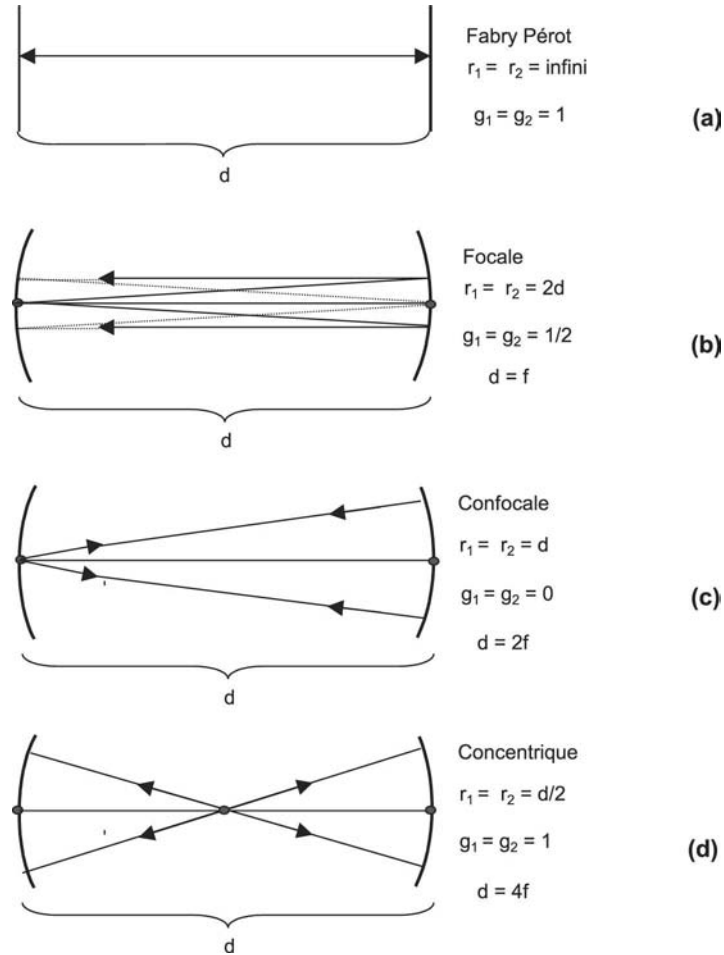 Fabry Pérot
r₁ = r₂ = infini
g₁ = g₂ = 1
(a)
d
Focale
r₁ = r₂ = 2d
g₁ = g₂ = 1/2
(b)
d = f
d
Confocale
r₁ = r₂ = d
g₁ = g₂ = 0
(c)
d = 2f
d
Concentrique
r₁ = r₂ = d/2
g₁ = g₂ = 1
(d)
d = 4f
d